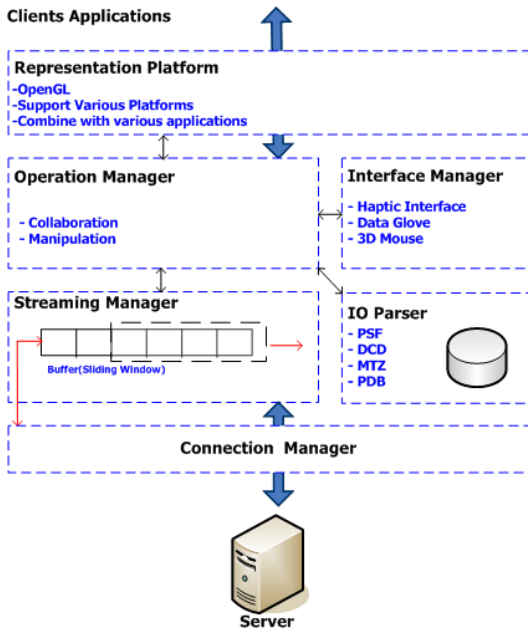 Clients Applications
Representation Platform
-OpenGL
-Support Various Platforms
-Combine with various applications
Operation Manager
- Collaboration
- Manipulation
Interface Manager
- Haptic Interface
- Data Glove
- 3D Mouse
Streaming Manager
Buffer(Sliding Window)
IO Parser
- PSF
- DCD
- MTZ
- PDB
Connection Manager
Server